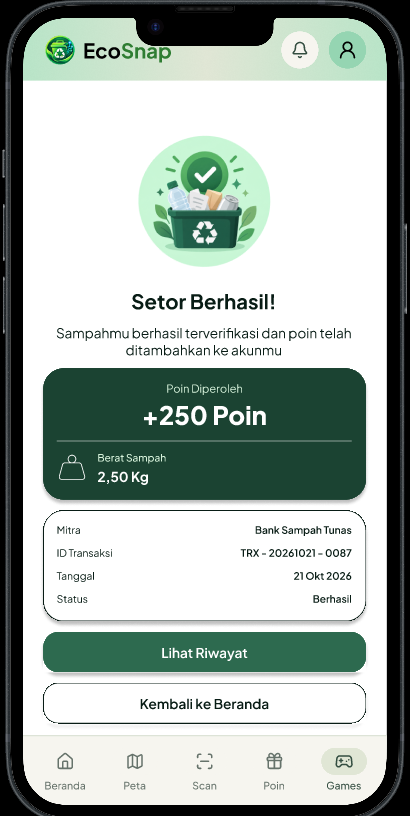 EcoSnap
Setor Berhasil!
Sampahmu berhasil terverifikasi dan poin telah
ditambahkan ke akunmu
Poin Diperoleh
+250 Poin
Berat Sampah
2,50 Kg
Mitra Bank Sampah Tunas
ID Transaksi TRX - 20261021 - 0087
Tanggal 21 Okt 2026
Status Berhasil
Lihat Riwayat
Kembali ke Beranda
Beranda Peta Scan Poin Games